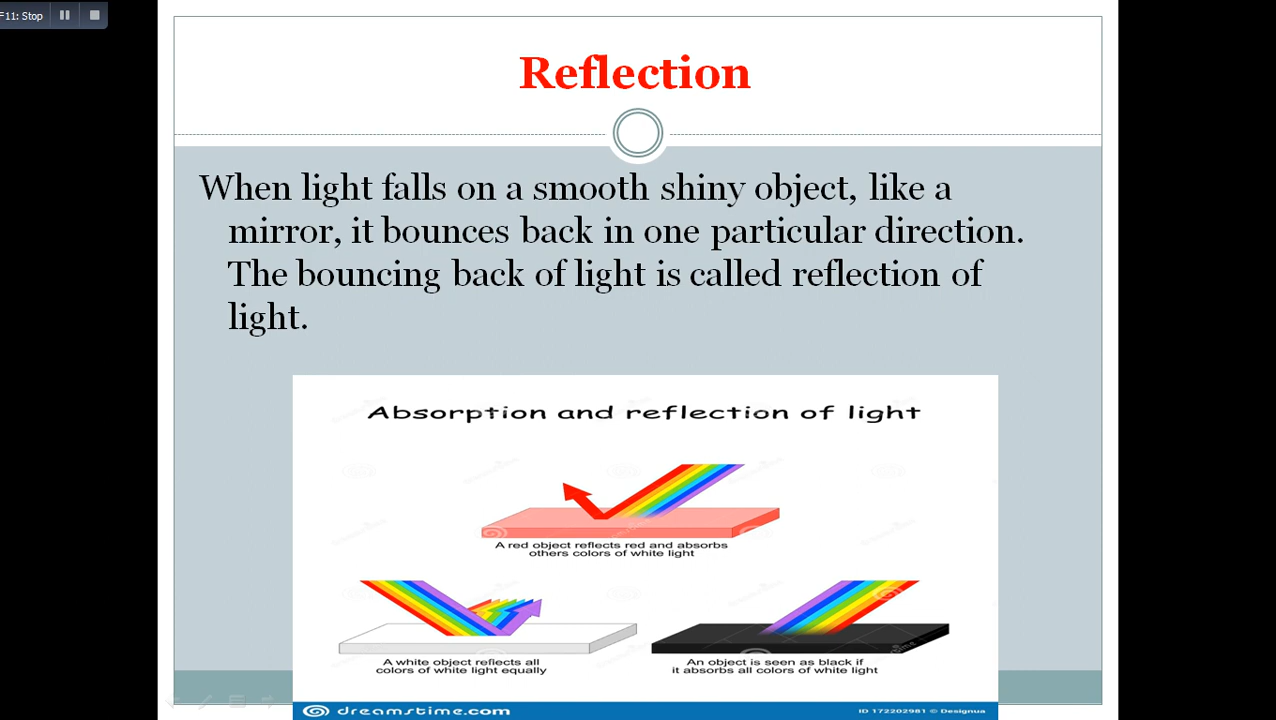 F11: Stop
Reflection
When light falls on a smooth shiny object, like a
mirror, it bounces back in one particular direction.
The bouncing back of light is called reflection of
light.
Absorption and reflection of light
A red object reflects red and absorbs
others colors of white light
A white object reflects all
colors of white light equally
An object is seen as black if
it absorbs all colors of white light
dreamstime.com
ID 172202981 © Designua